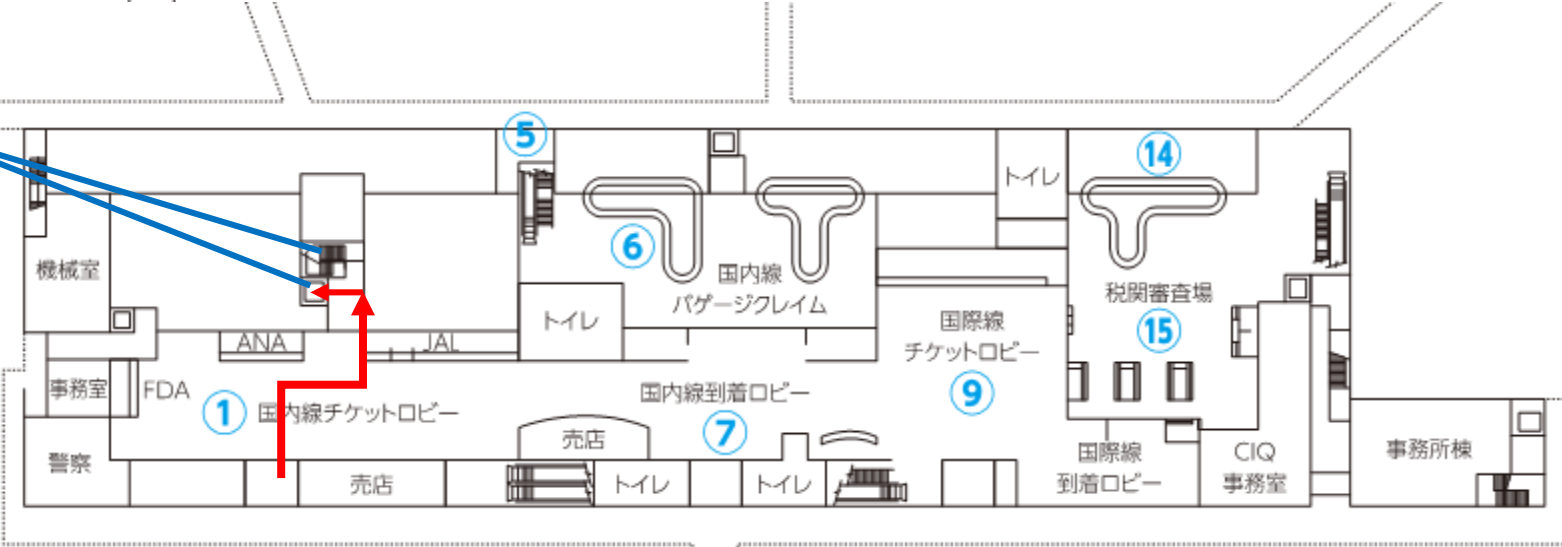 ⑤
⑭
トイレ
⑥
機械室
国内線
バゲージクレイム
税関審査場
トイレ
国際線
チケットロビー
⑮
ANA
JAL
事務室
FDA
①
国内線チケットロビー
国内線到着ロビー
⑨
⑦
売店
警察
国際線
到着ロビー
CIQ
事務室
事務所棟
売店
トイレ
トイレ